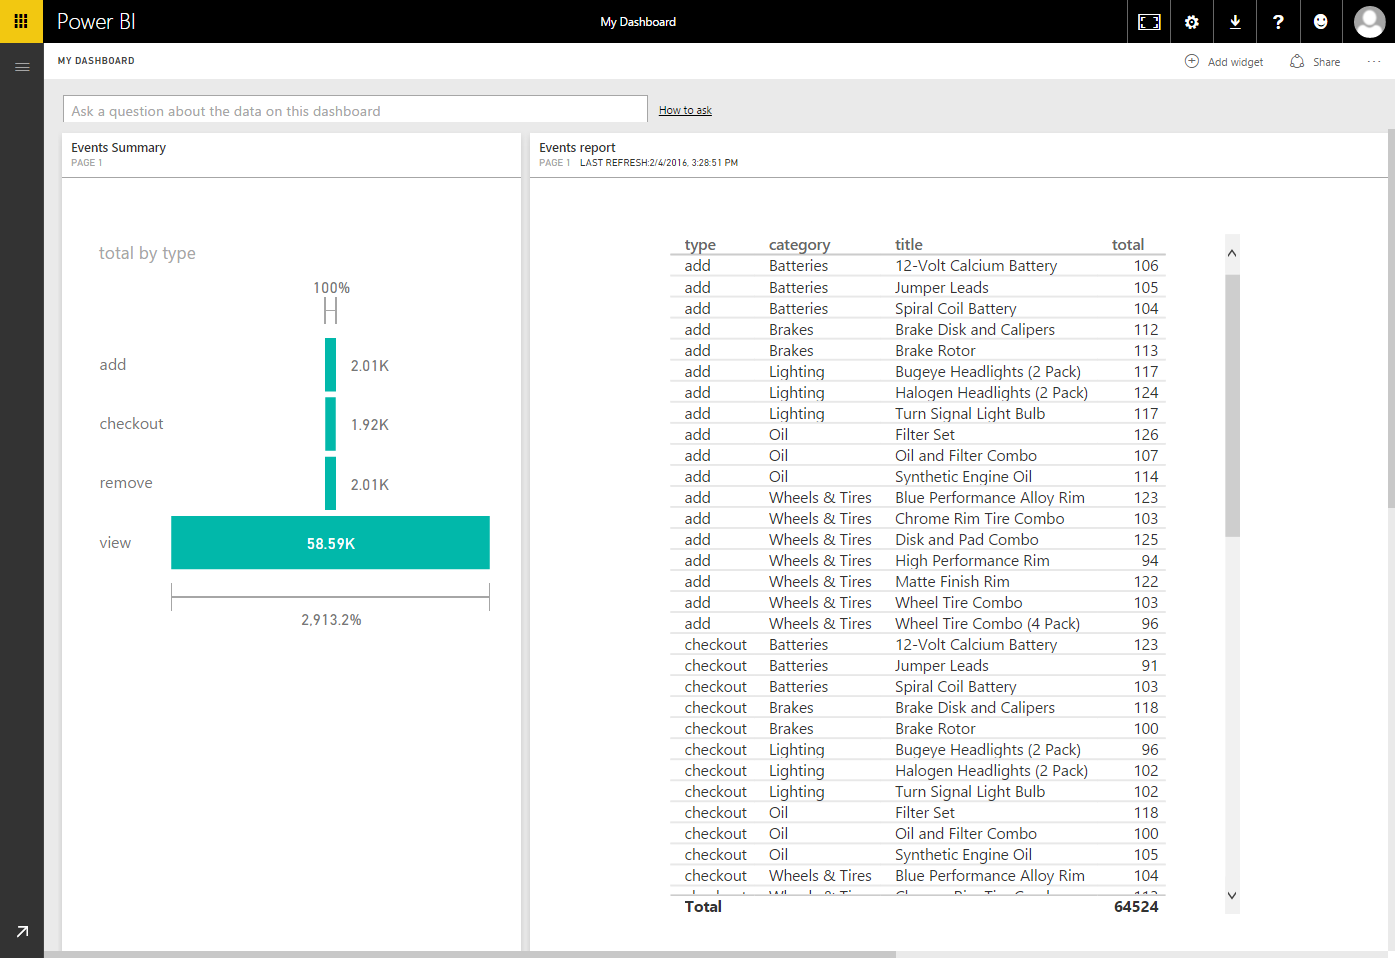 Power BI
My Dashboard
?
MY DASHBOARD
Add widget
Share
...
Ask a question about the data on this dashboard
How to ask
Events Summary
PAGE 1
total by type
100%
add 2.01K
checkout 1.92K
remove 2.01K
view 58.59K
2,913.2%
Events report
PAGE 1 LAST REFRESH:2/4/2016, 3:28:51 PM
type category title total
add Batteries 12-Volt Calcium Battery 106
add Batteries Jumper Leads 105
add Batteries Spiral Coil Battery 104
add Brakes Brake Disk and Calipers 112
add Brakes Brake Rotor 113
add Lighting Bugeye Headlights (2 Pack) 117
add Lighting Halogen Headlights (2 Pack) 124
add Lighting Turn Signal Light Bulb 117
add Oil Filter Set 126
add Oil Oil and Filter Combo 107
add Oil Synthetic Engine Oil 114
add Wheels & Tires Blue Performance Alloy Rim 123
add Wheels & Tires Chrome Rim Tire Combo 103
add Wheels & Tires Disk and Pad Combo 125
add Wheels & Tires High Performance Rim 94
add Wheels & Tires Matte Finish Rim 122
add Wheels & Tires Wheel Tire Combo 103
add Wheels & Tires Wheel Tire Combo (4 Pack) 96
checkout Batteries 12-Volt Calcium Battery 123
checkout Batteries Jumper Leads 91
checkout Batteries Spiral Coil Battery 103
checkout Brakes Brake Disk and Calipers 118
checkout Brakes Brake Rotor 100
checkout Lighting Bugeye Headlights (2 Pack) 96
checkout Lighting Halogen Headlights (2 Pack) 102
checkout Lighting Turn Signal Light Bulb 102
checkout Oil Filter Set 118
checkout Oil Oil and Filter Combo 100
checkout Oil Synthetic Engine Oil 105
checkout Wheels & Tires Blue Performance Alloy Rim 104
Total 64524